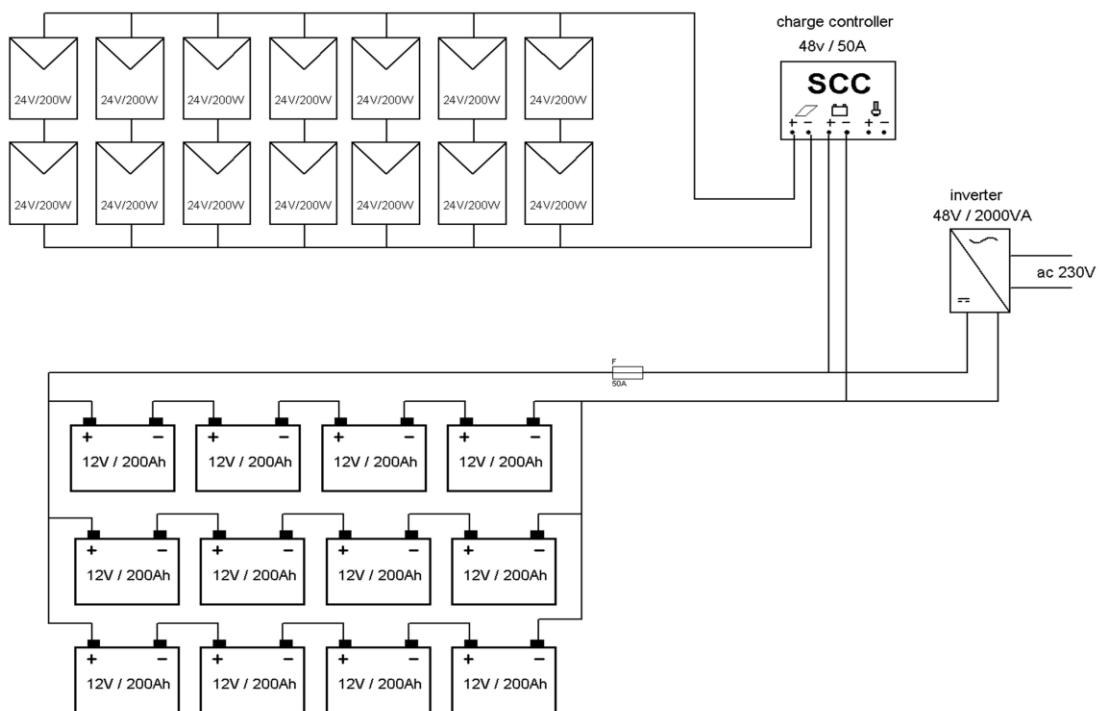 charge controller
48v / 50A
SCC
+ − + − + −
24V/200W 24V/200W 24V/200W 24V/200W 24V/200W 24V/200W 24V/200W
24V/200W 24V/200W 24V/200W 24V/200W 24V/200W 24V/200W 24V/200W
inverter
48V / 2000VA
ac 230V
F
50A
+ − + − + − + −
12V / 200Ah 12V / 200Ah 12V / 200Ah 12V / 200Ah
+ − + − + − + −
12V / 200Ah 12V / 200Ah 12V / 200Ah 12V / 200Ah
+ − + − + − + −
12V / 200Ah 12V / 200Ah 12V / 200Ah 12V / 200Ah